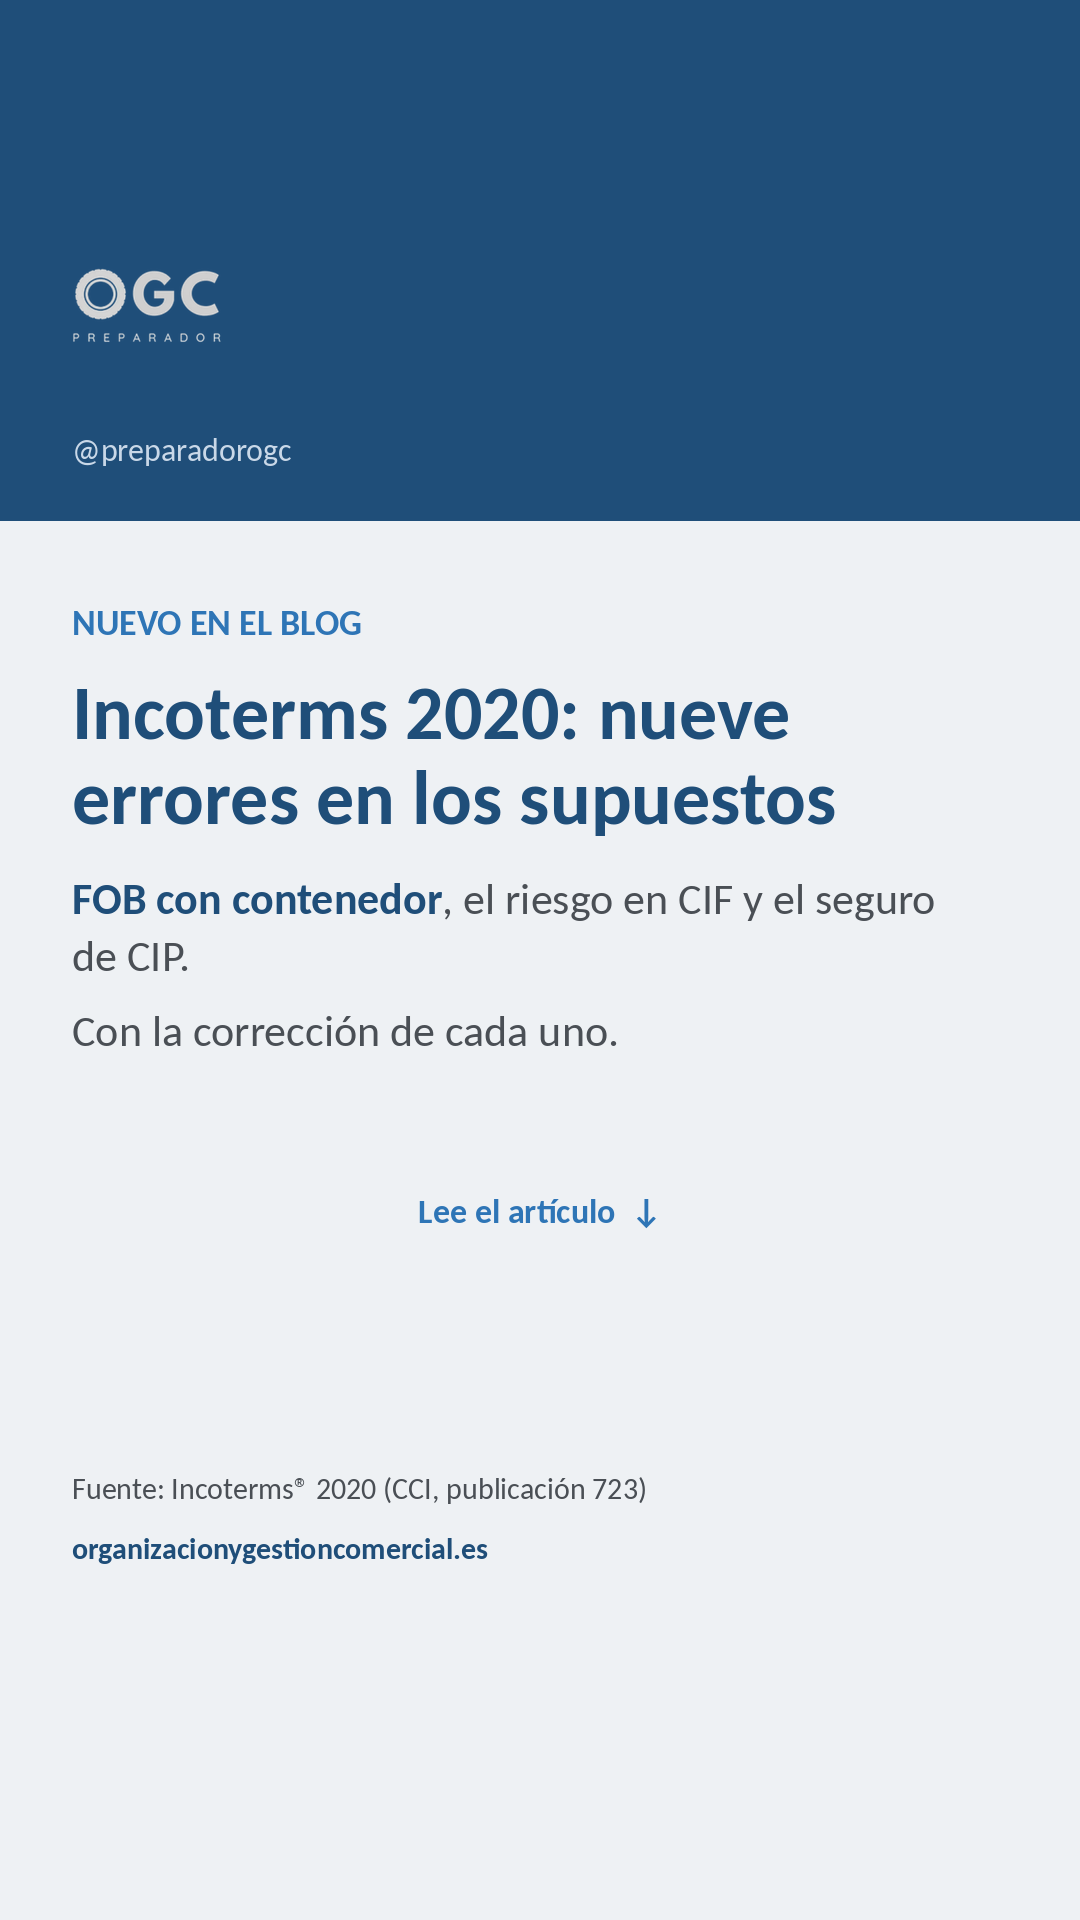 OGC
PREPARADOR
@preparadorogc
NUEVO EN EL BLOG
Incoterms 2020: nueve
errores en los supuestos
FOB con contenedor, el riesgo en CIF y el seguro
de CIP.
Con la corrección de cada uno.
Lee el artículo ↓
Fuente: Incoterms® 2020 (CCI, publicación 723)
organizacionygestioncomercial.es